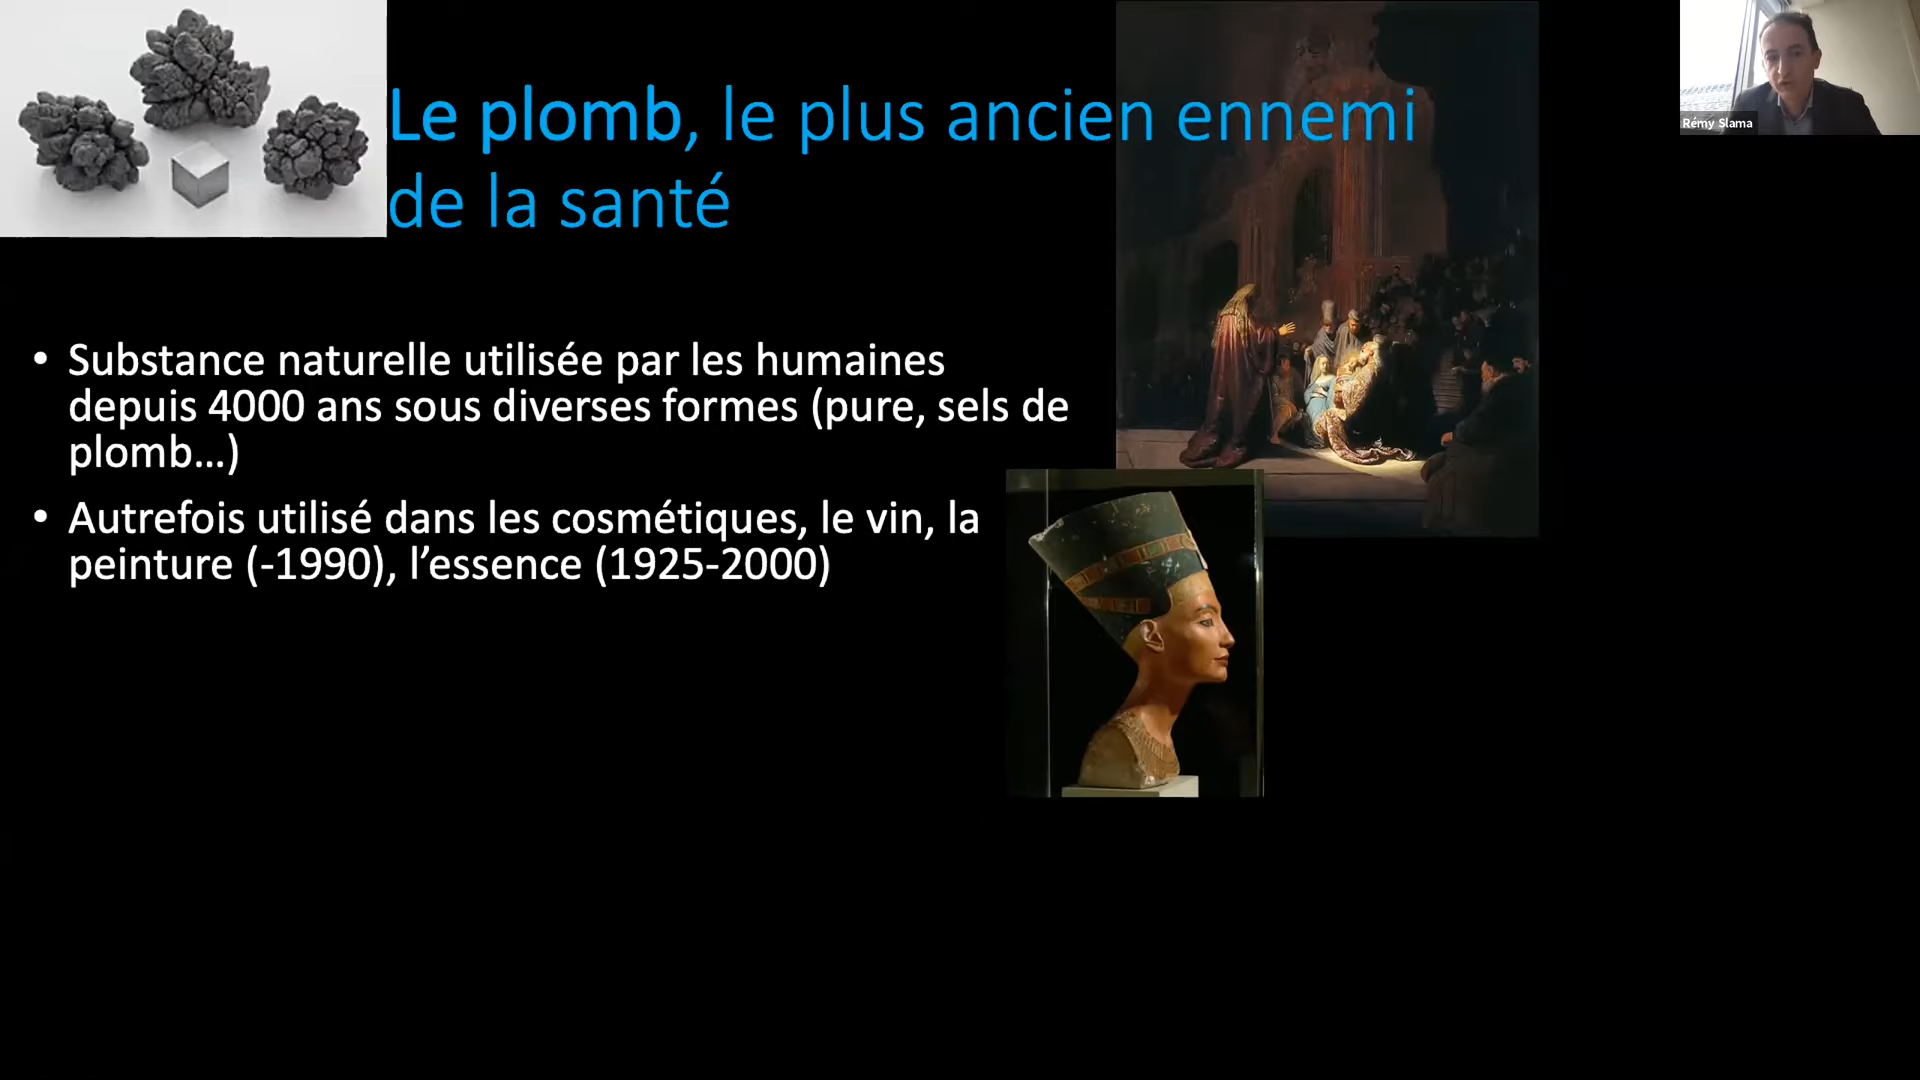 Le plomb, le plus ancien ennemi
de la santé
Rémy Slama
• Substance naturelle utilisée par les humaines
depuis 4000 ans sous diverses formes (pure, sels de
plomb...)
• Autrefois utilisé dans les cosmétiques, le vin, la
peinture (-1990), l’essence (1925-2000)